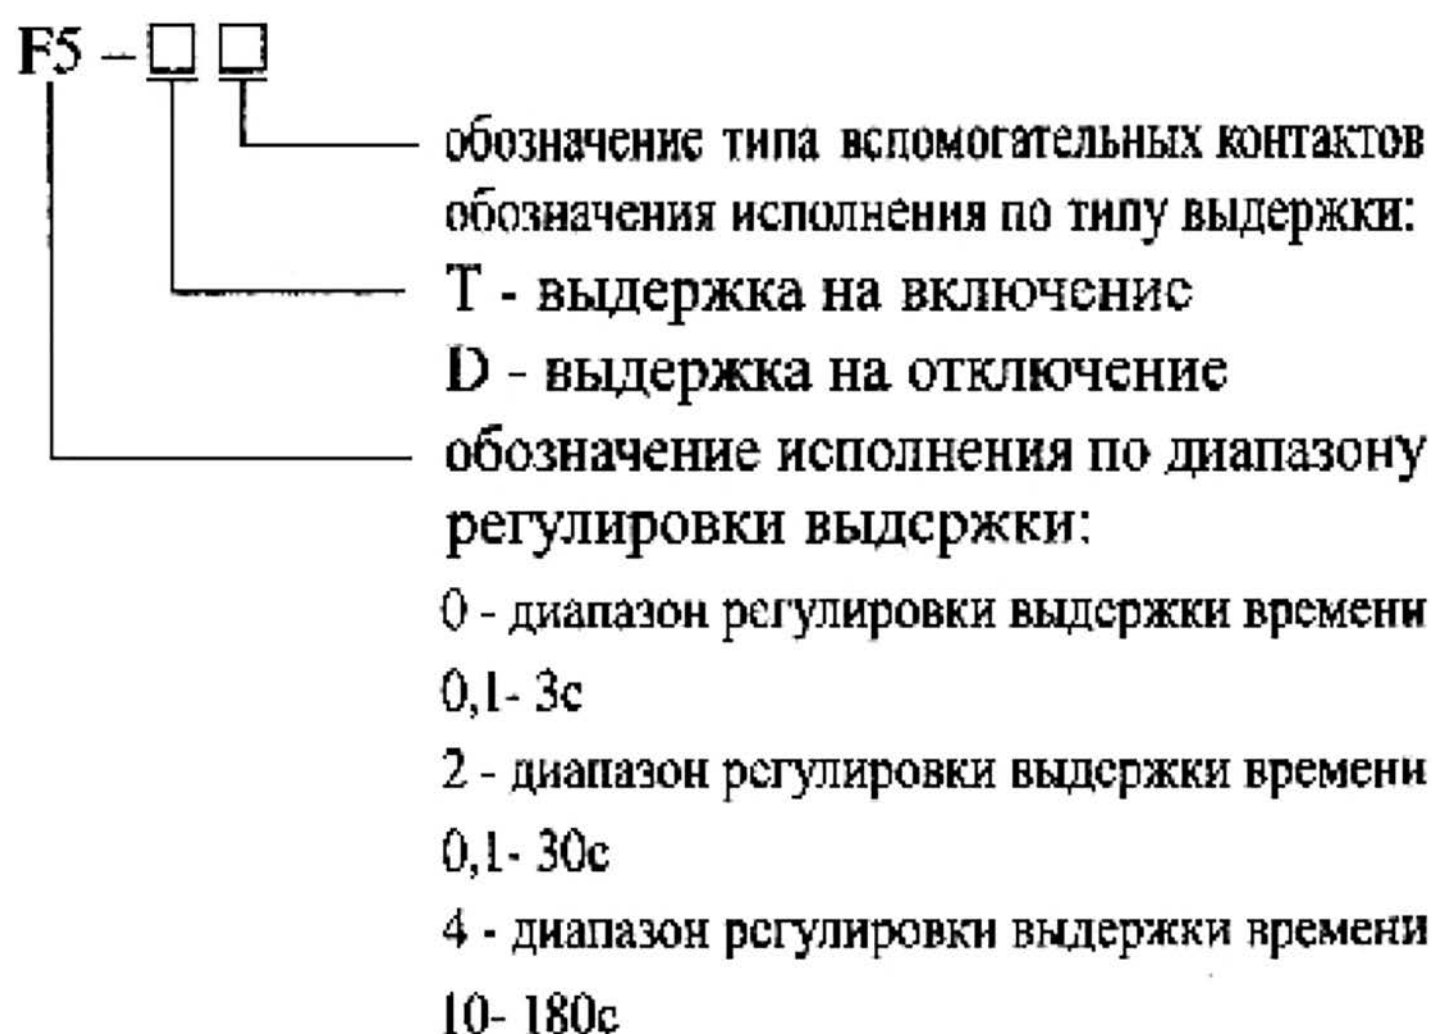 F5 – □ □
обозначение типа вспомогательных контактов
обозначения исполнения по типу выдержки:
T - выдержка на включение
D - выдержка на отключение
обозначение исполнения по диапазону
регулировки выдержки:
0 - диапазон регулировки выдержки времени
0,1- 3с
2 - диапазон регулировки выдержки времени
0,1- 30с
4 - диапазон регулировки выдержки времени
10- 180с